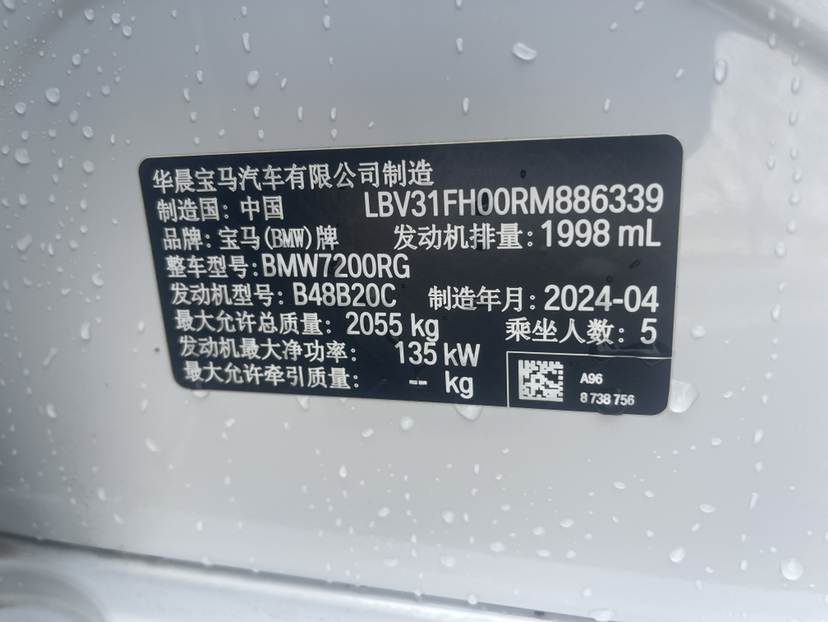 华晨宝马汽车有限公司制造
制造国: 中国 LBV31FH00RM886339
品牌: 宝马(BMW)牌 发动机排量: 1998 mL
整车型号: BMW7200RG
发动机型号: B48B20C 制造年月: 2024-04
最大允许总质量: 2055 kg 乘坐人数: 5
发动机最大净功率: 135 kW
最大允许牵引质量: -- kg
A96
8 738 756